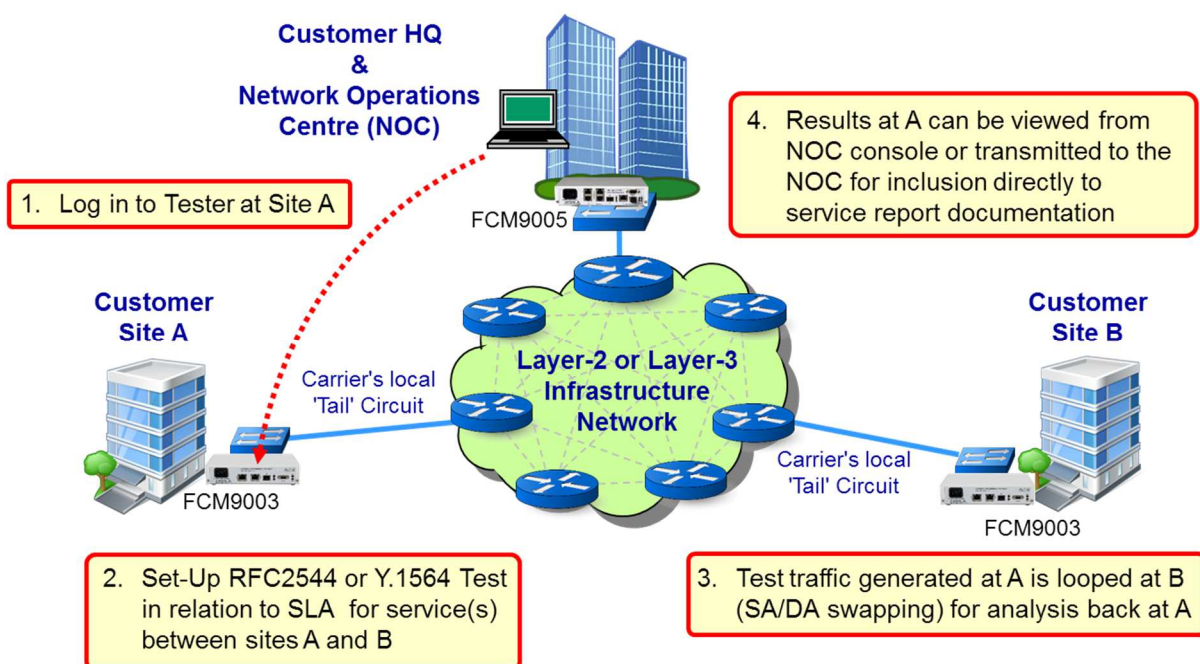 Customer HQ
&
Network Operations
Centre (NOC)
FCM9005
1. Log in to Tester at Site A
4. Results at A can be viewed from
NOC console or transmitted to the
NOC for inclusion directly to
service report documentation
Customer
Site A
Carrier's local
'Tail' Circuit
FCM9003
Layer-2 or Layer-3
Infrastructure
Network
Customer
Site B
Carrier's local
'Tail' Circuit
FCM9003
2. Set-Up RFC2544 or Y.1564 Test
in relation to SLA for service(s)
between sites A and B
3. Test traffic generated at A is looped at B
(SA/DA swapping) for analysis back at A